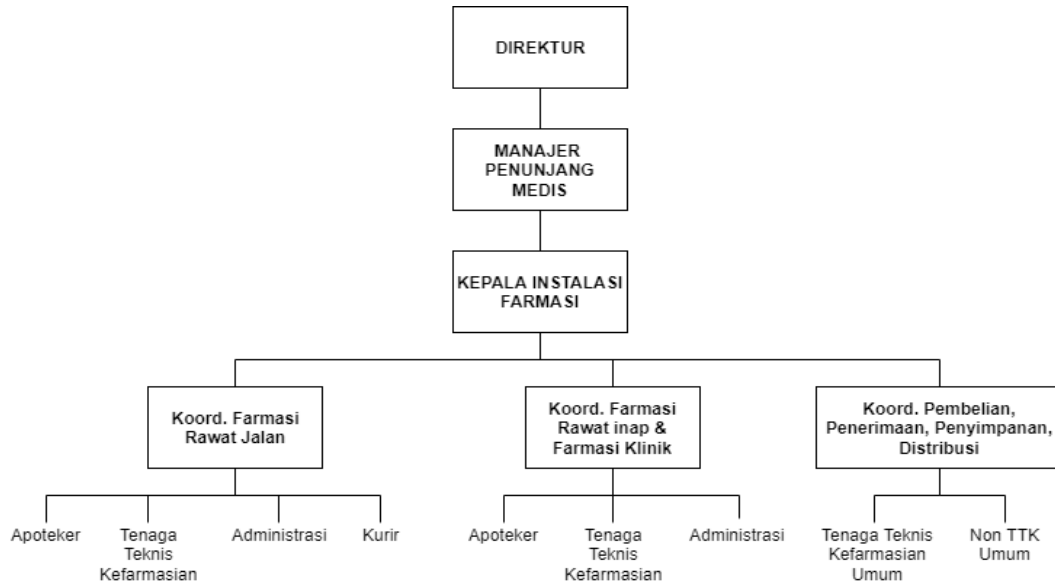 DIREKTUR
MANAJER
PENUNJANG
MEDIS
KEPALA INSTALASI
FARMASI
Koord. Farmasi
Rawat Jalan
Koord. Farmasi
Rawat inap &
Farmasi Klinik
Koord. Pembelian,
Penerimaan, Penyimpanan,
Distribusi
Apoteker
Tenaga
Teknis
Kefarmasian
Administrasi
Kurir
Apoteker
Tenaga
Teknis
Kefarmasian
Administrasi
Tenaga Teknis
Kefarmasian
Umum
Non TTK
Umum